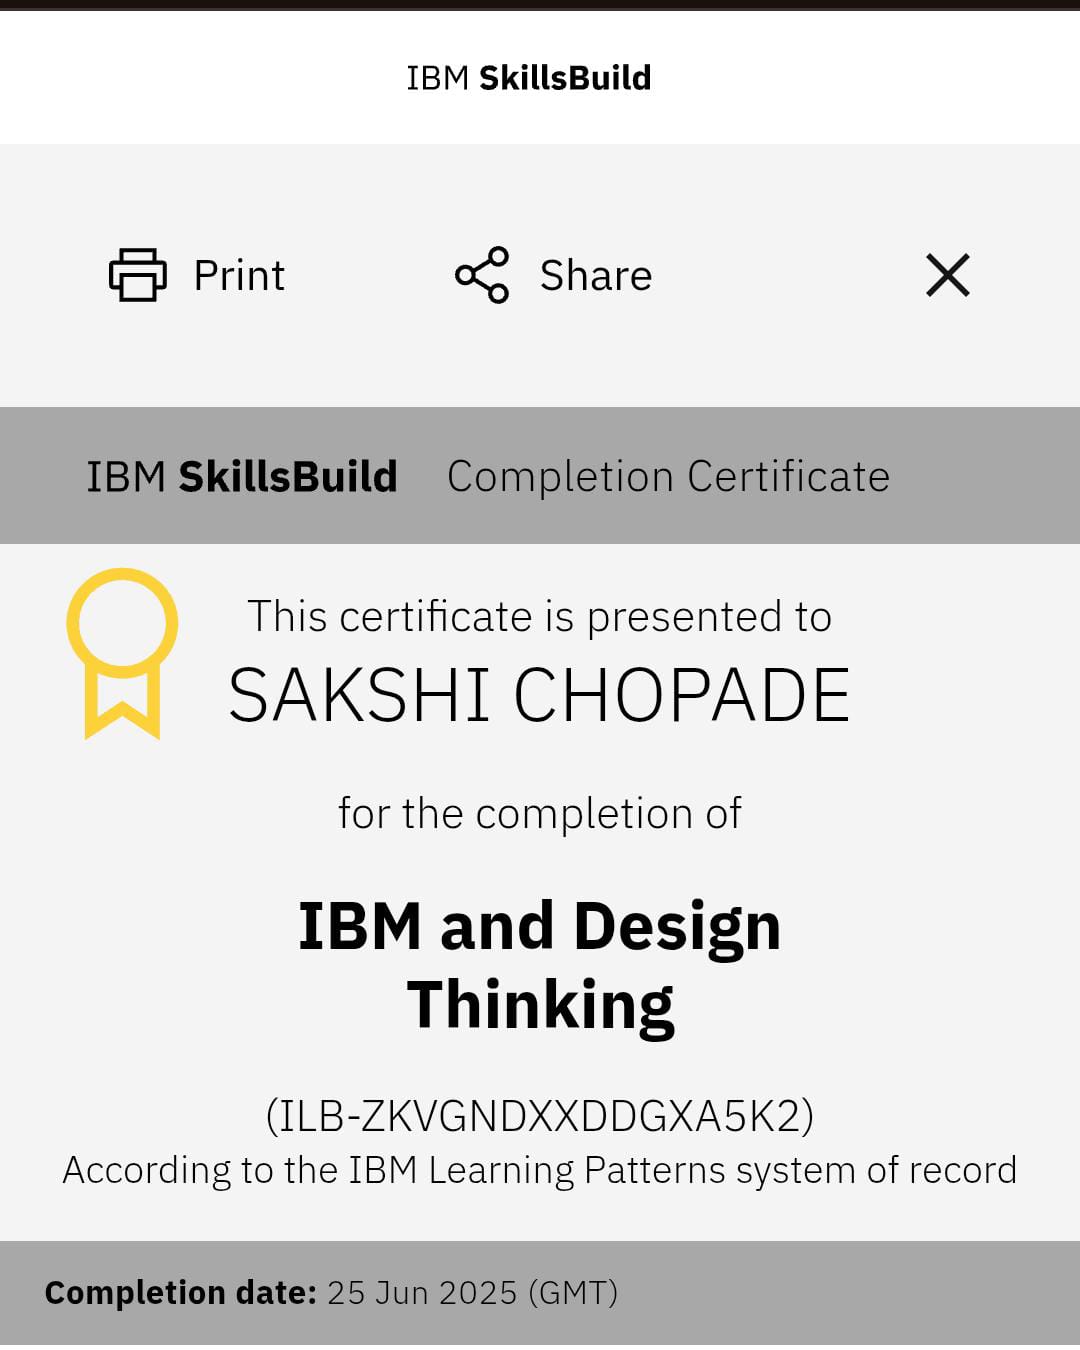 IBM SkillsBuild
Print
Share
IBM SkillsBuild Completion Certificate
This certificate is presented to
SAKSHI CHOPADE
for the completion of
IBM and Design
Thinking
(ILB-ZKVGNDXXDDGXA5K2)
According to the IBM Learning Patterns system of record
Completion date: 25 Jun 2025 (GMT)